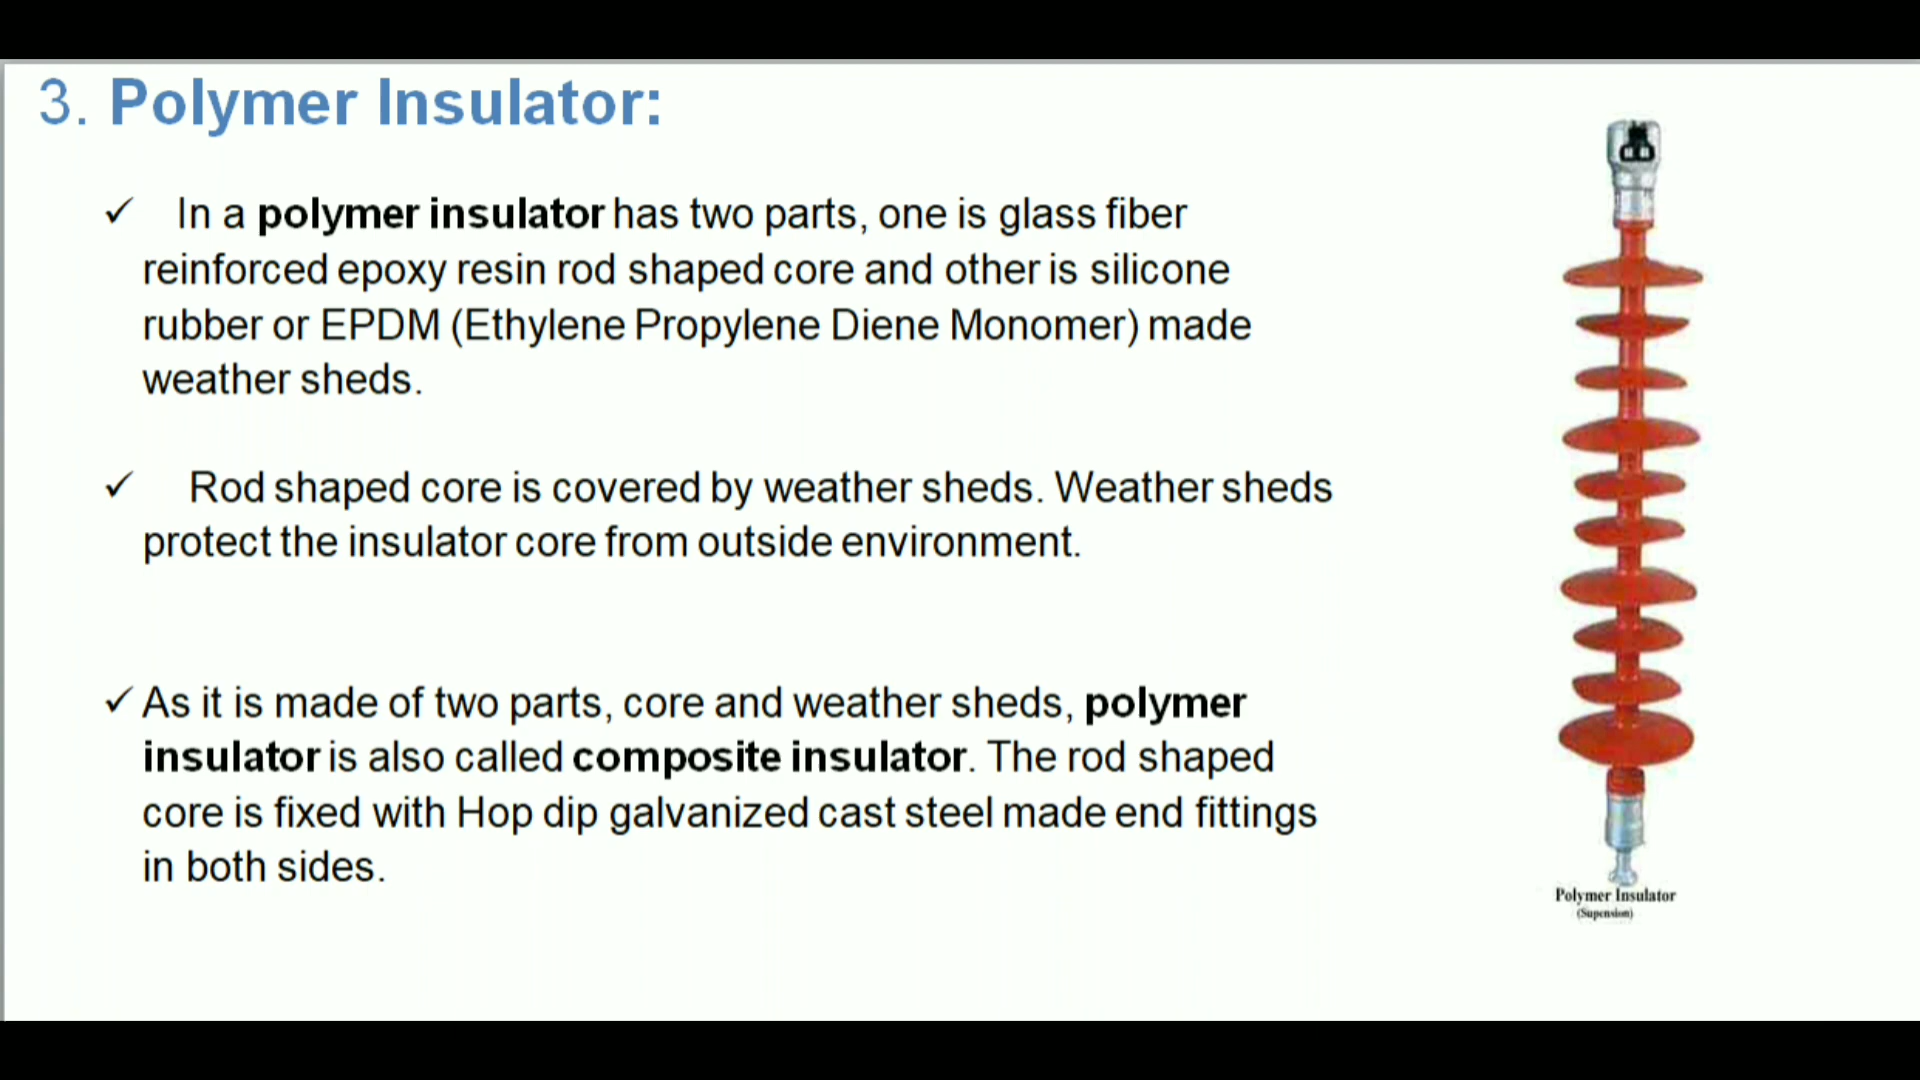 3. Polymer Insulator:
✓ In a polymer insulator has two parts, one is glass fiber
reinforced epoxy resin rod shaped core and other is silicone
rubber or EPDM (Ethylene Propylene Diene Monomer) made
weather sheds.
✓ Rod shaped core is covered by weather sheds. Weather sheds
protect the insulator core from outside environment.
✓ As it is made of two parts, core and weather sheds, polymer
insulator is also called composite insulator. The rod shaped
core is fixed with Hop dip galvanized cast steel made end fittings
in both sides.
Polymer Insulator
(Supension)